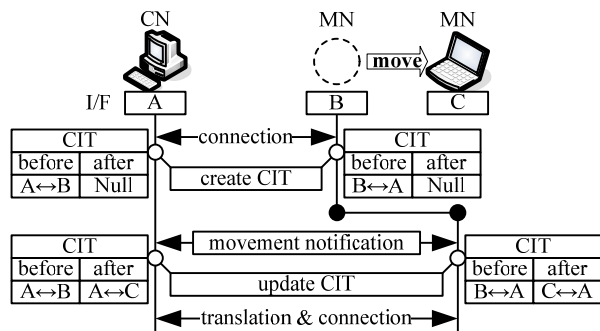 CN MN MN
move
I/F A B C
connection
CIT CIT
before after before after
A↔B Null B↔A Null
create CIT
movement notification
CIT CIT
before after before after
A↔B A↔C B↔A C↔A
update CIT
translation & connection